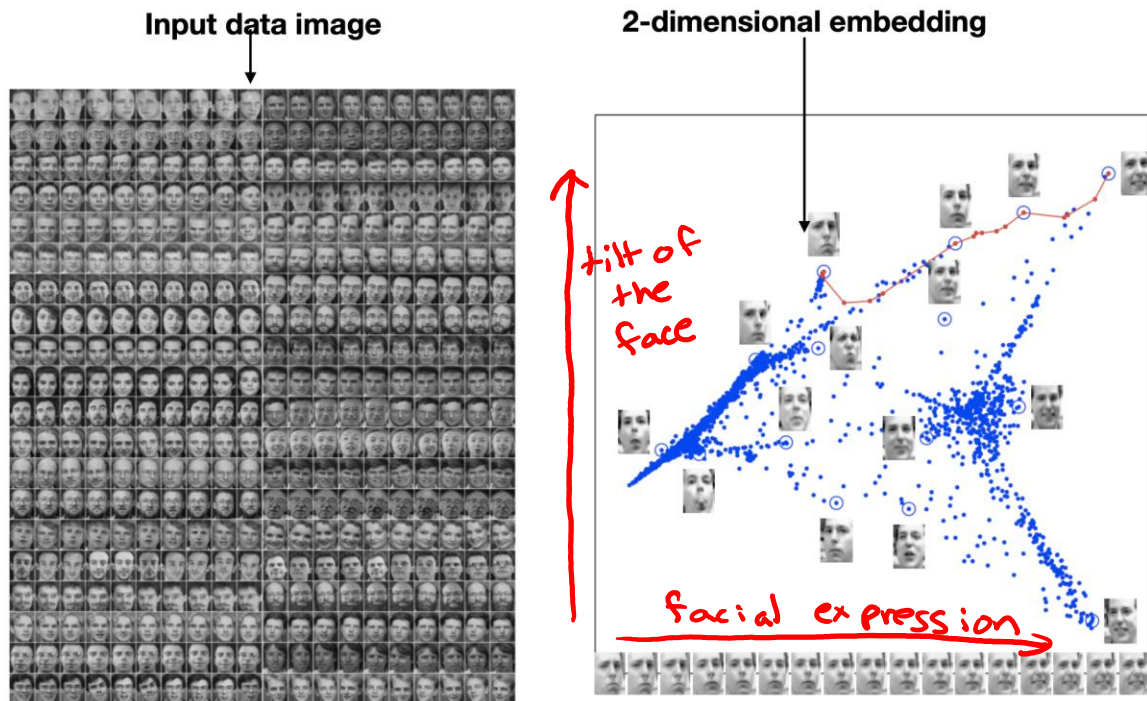 Input data image
2-dimensional embedding
tilt of
the
face
facial expression